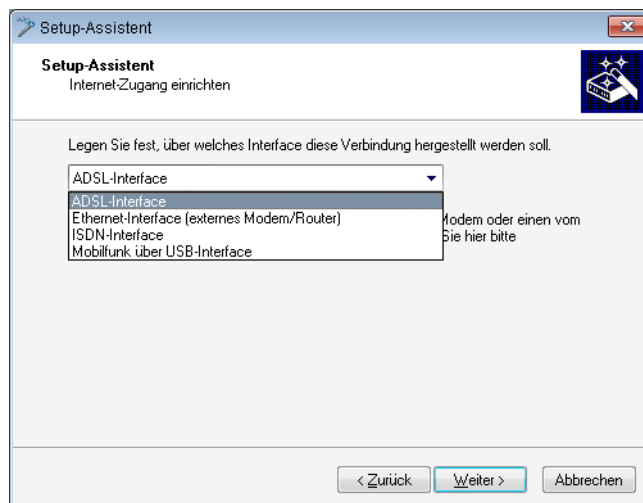 Setup-Assistent
Setup-Assistent
Internet-Zugang einrichten
Legen Sie fest, über welches Interface diese Verbindung hergestellt werden soll.
ADSL-Interface
ADSL-Interface
Ethernet-Interface (externes Modem/Router)
Modem oder einen vom
ISDN-Interface
Sie hier bitte
Mobilfunk über USB-Interface
< Zurück
Weiter >
Abbrechen